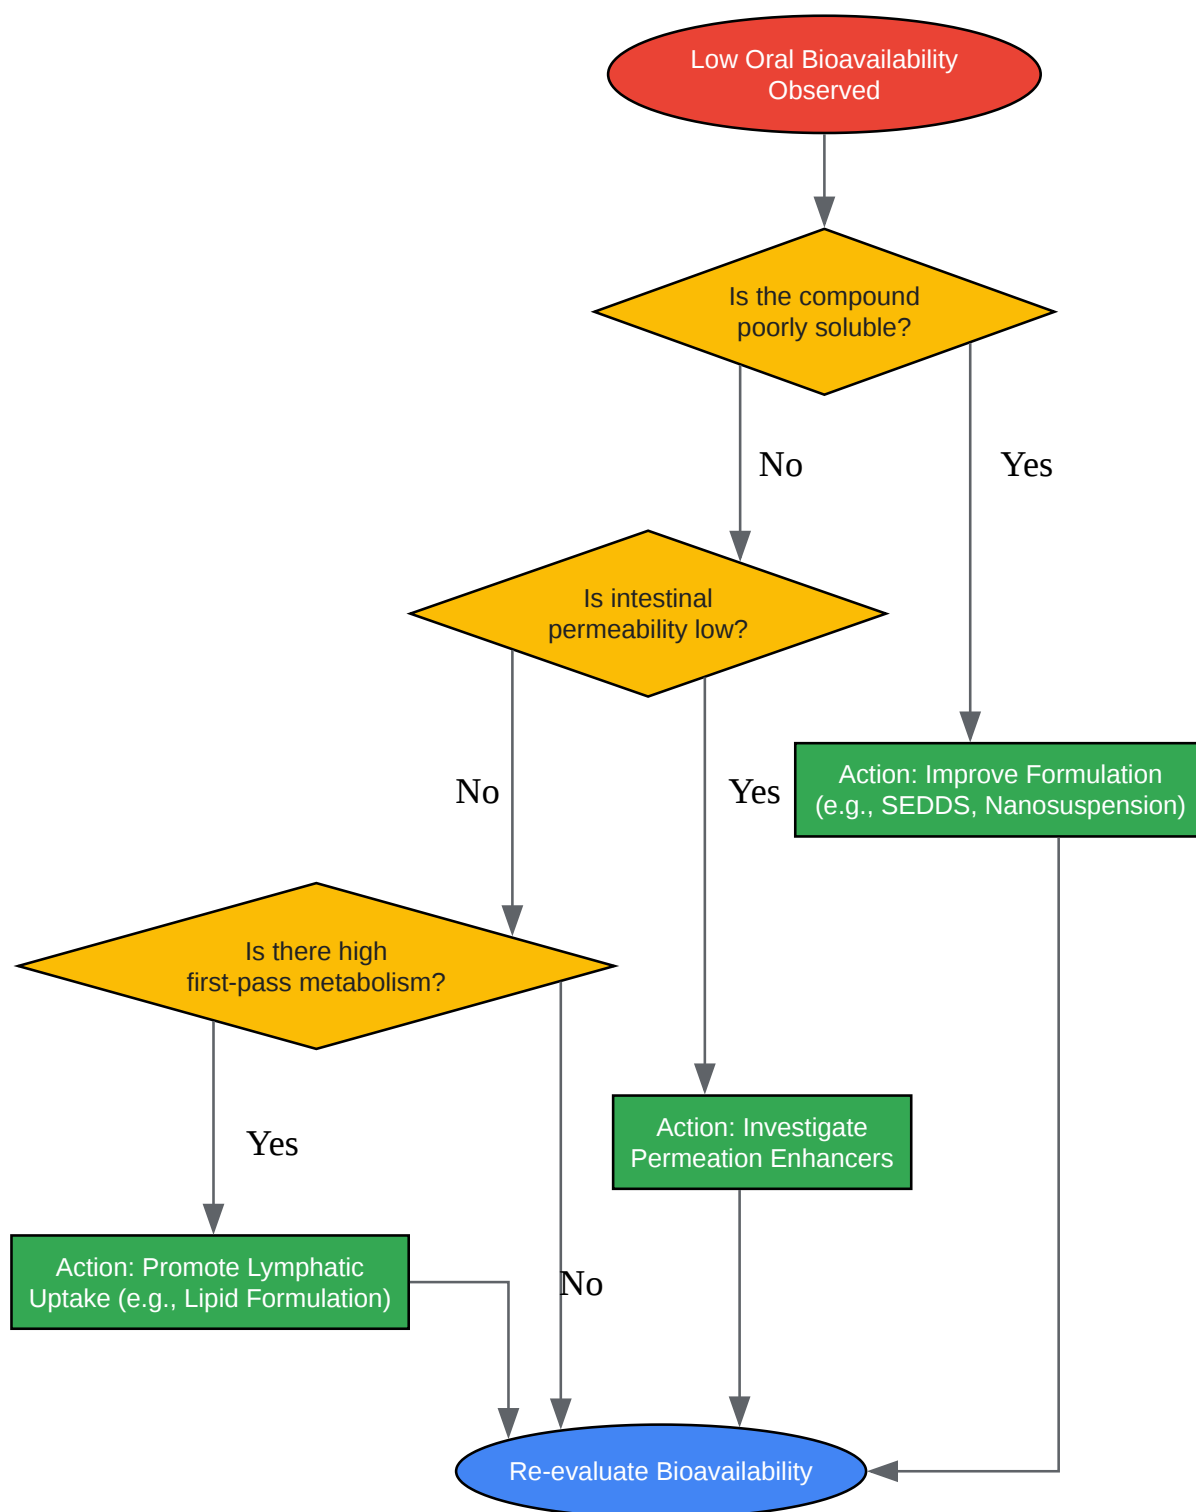 Low Oral Bioavailability
Observed
Is the compound
poorly soluble?
No
Yes
Is intestinal
permeability low?
No
Yes
Action: Improve Formulation
(e.g., SEDDS, Nanosuspension)
Is there high
first-pass metabolism?
Yes
Action: Investigate
Permeation Enhancers
Action: Promote Lymphatic
Uptake (e.g., Lipid Formulation)
No
Re-evaluate Bioavailability